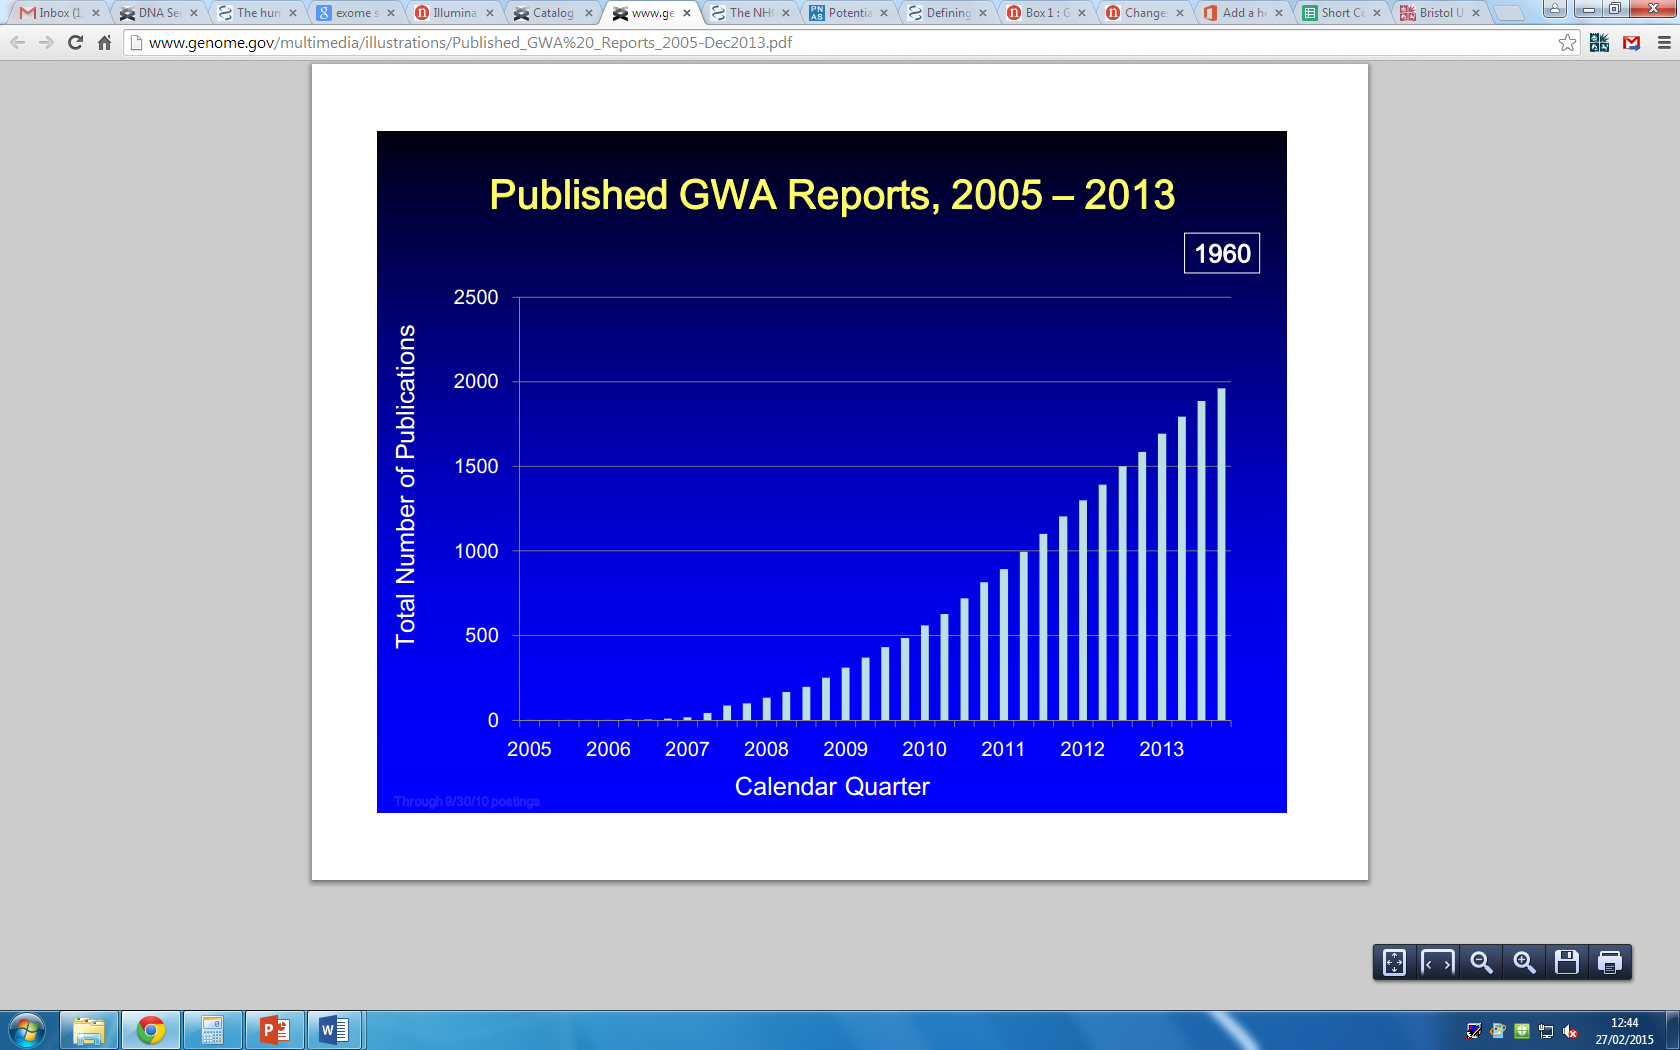 Inbox (1,
DNA Se
The hun
exome s
Illumina
Catalog
www.ge
The NH
Potentia
Defining
Box 1 : G
Change
Add a h
Short Co
Bristol U
www.genome.gov/multimedia/illustrations/Published_GWA%20_Reports_2005-Dec2013.pdf
Published GWA Reports, 2005 – 2013
1960
Total Number of Publications
2500
2000
1500
1000
500
0
2005 2006 2007 2008 2009 2010 2011 2012 2013
Calendar Quarter
Through 9/30/10 postings
12:44
27/02/2015